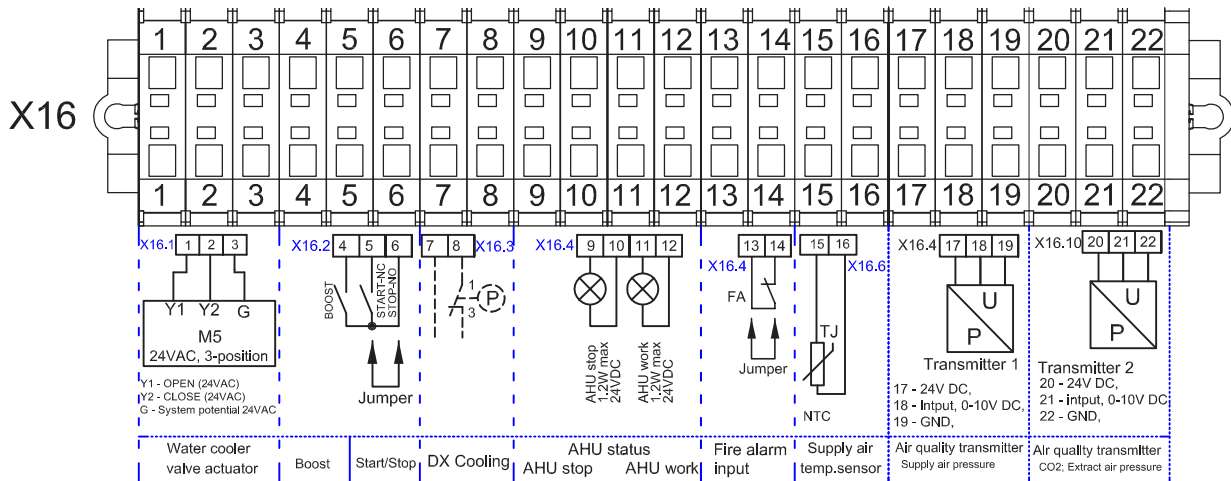 1 2 3 4 5 6 7 8 9 10 11 12 13 14 15 16 17 18 19 20 21 22
X16
1 2 3 4 5 6 7 8 9 10 11 12 13 14 15 16 17 18 19 20 21 22
X16.1 1 2 3
Y1 Y2 G
M5
24VAC, 3-position
Y1 - OPEN (24VAC)
Y2 - CLOSE (24VAC)
G - System potential 24VAC
Water cooler
valve actuator
X16.2 4 5 6
BOOST
START-NC
STOP-NO
Jumper
Boost
Start/Stop
7 8 X16.3
1
P
3
DX Cooling
X16.4 9 10 11 12
AHU stop
1.2W max
24VDC
AHU work
1.2W max
24VDC
AHU status
AHU stop AHU work
13 14
X16.4
FA
Jumper
Fire alarm
input
15 16
X16.6
TJ
NTC
Supply air
temp.sensor
X16.4 17 18 19
U
P
Transmitter 1
17 - 24V DC,
18 - Intput, 0-10V DC,
19 - GND,
Air quality transmitter
Supply air pressure
X16.10 20 21 22
U
P
Transmitter 2
20 - 24V DC,
21 - intput, 0-10V DC
22 - GND,
Air quality transmitter
CO2; Extract air pressure